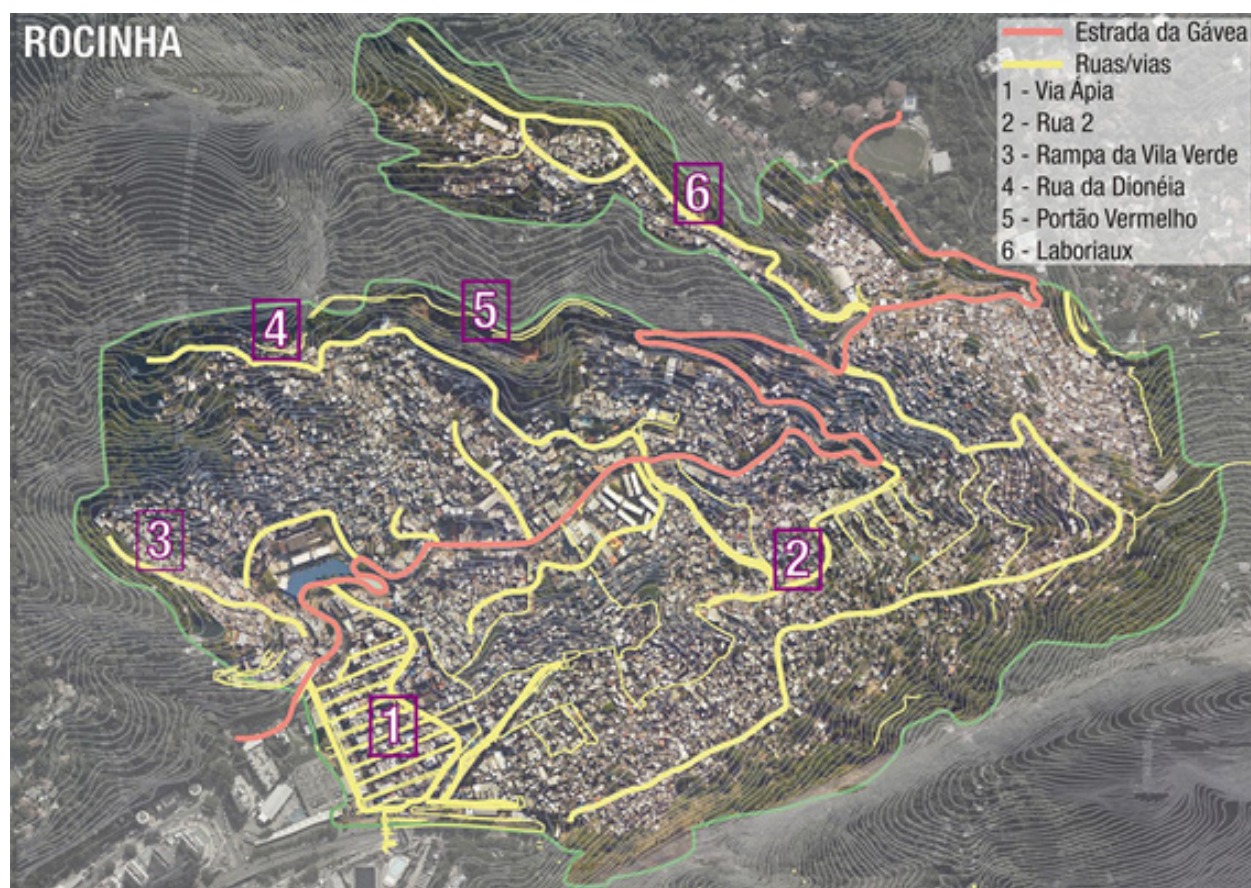 ROCINHA
Estrada da Gávea
Ruas/vias
1 - Via Ápia
2 - Rua 2
3 - Rampa da Vila Verde
4 - Rua da Dionéia
5 - Portão Vermelho
6 - Laboriaux
6
5
4
3
2
1